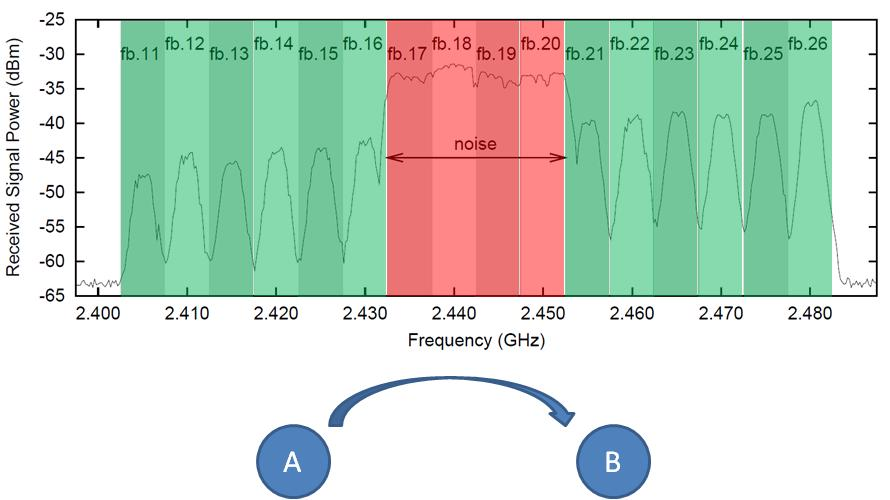 -25
-30
-35
-40
-45
-50
-55
-60
-65
Received Signal Power (dBm)
fb.11
fb.12
fb.13
fb.14
fb.15
fb.16
fb.17
fb.18
fb.19
fb.20
fb.21
fb.22
fb.23
fb.24
fb.25
fb.26
noise
2.400 2.410 2.420 2.430 2.440 2.450 2.460 2.470 2.480
Frequency (GHz)
A
B